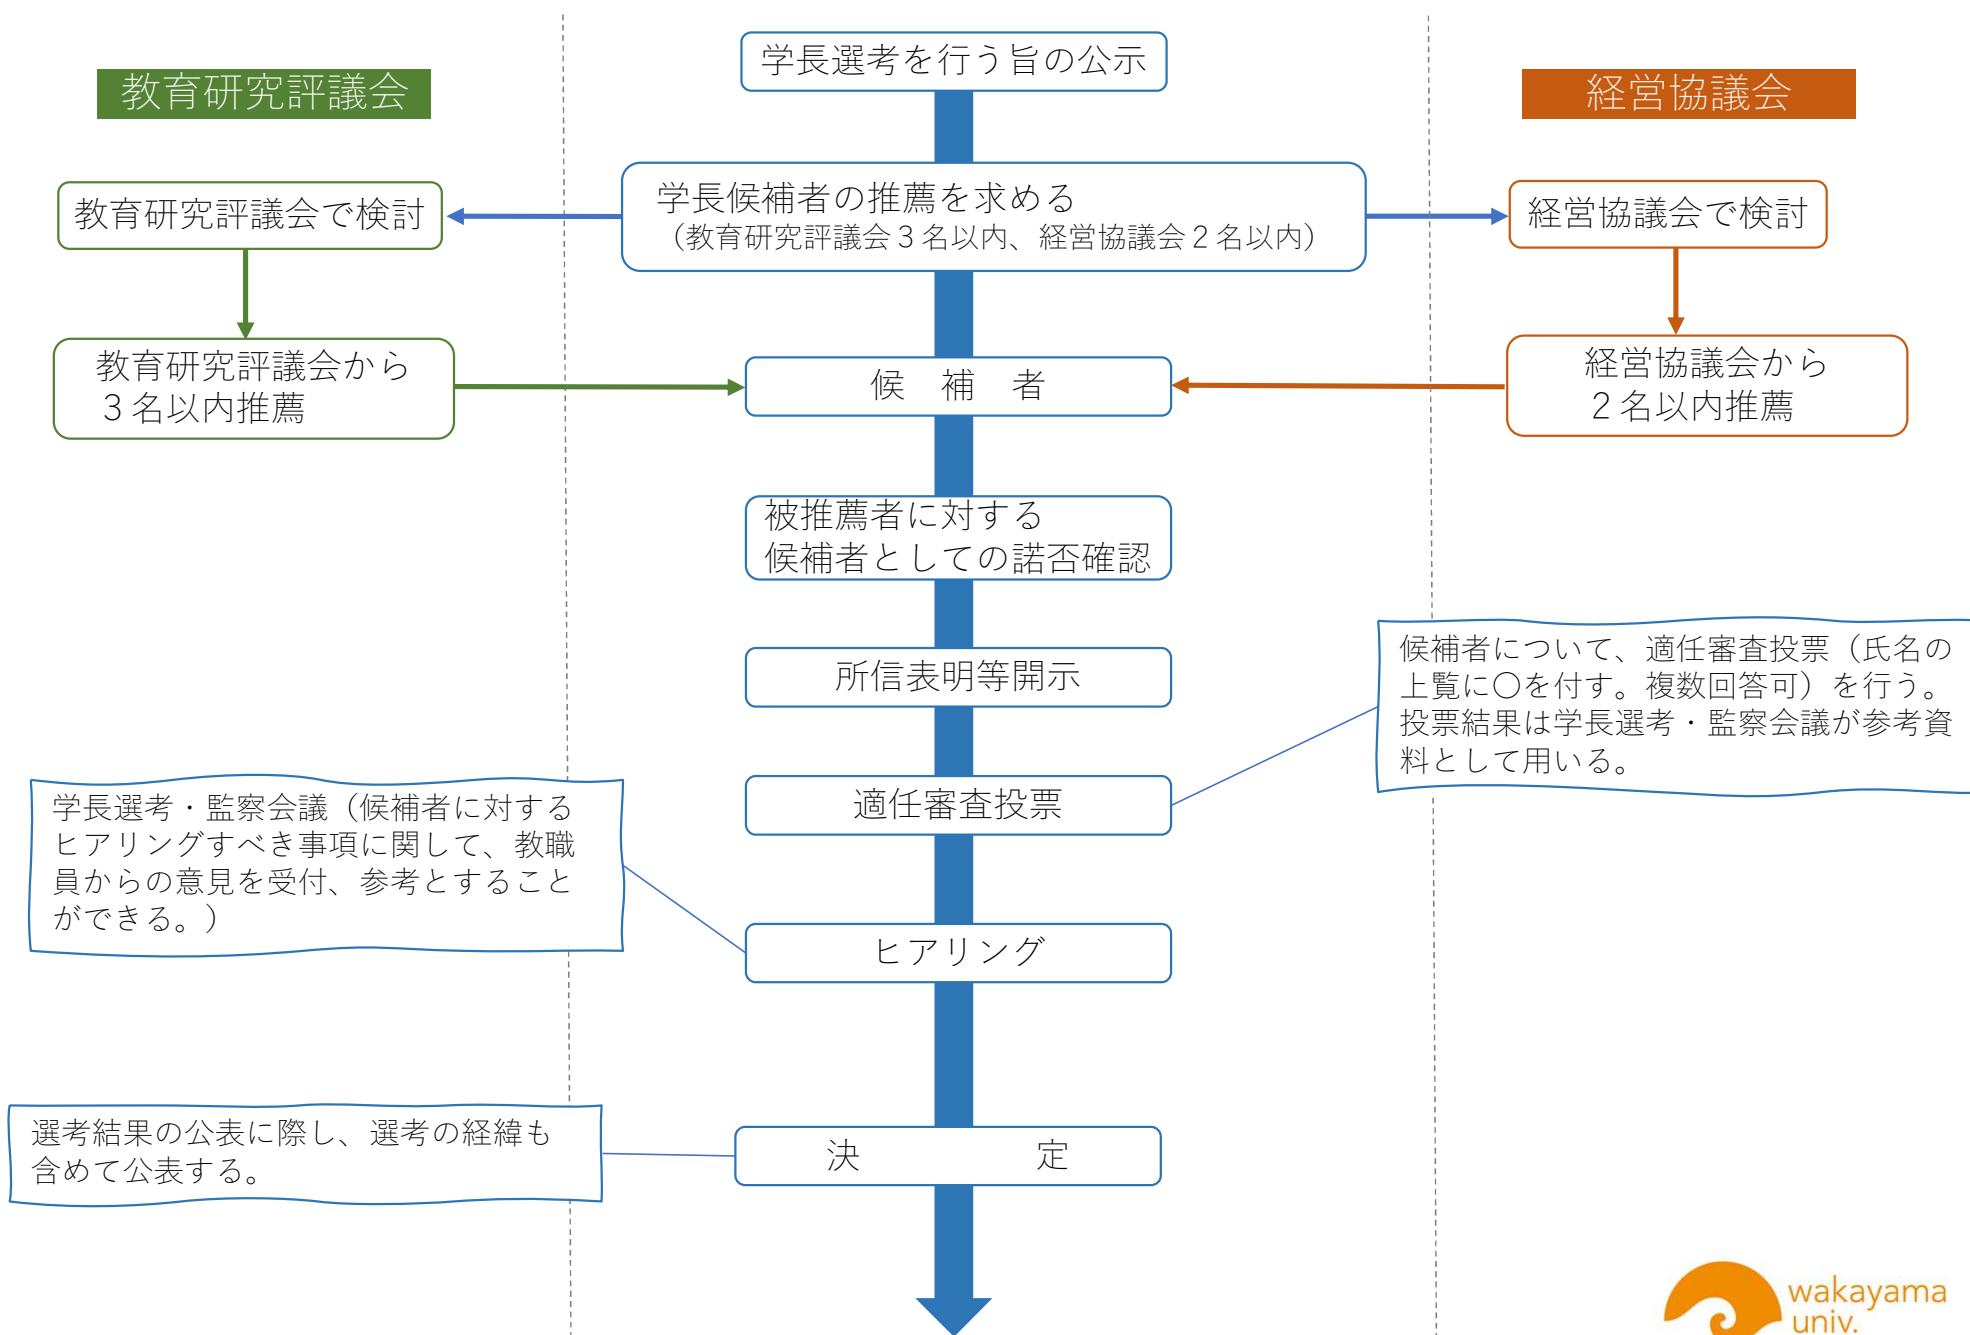 学長選考を行う旨の公示
教育研究評議会
経営協議会
学長候補者の推薦を求める
（教育研究評議会３名以内、経営協議会２名以内）
教育研究評議会で検討
経営協議会で検討
教育研究評議会から
３名以内推薦
候　補　者
経営協議会から
２名以内推薦
被推薦者に対する
候補者としての諾否確認
所信表明等開示
候補者について、適任審査投票（氏名の
上覧に〇を付す。複数回答可）を行う。
投票結果は学長選考・監察会議が参考資
料として用いる。
適任審査投票
学長選考・監察会議（候補者に対する
ヒアリングすべき事項に関して、教職
員からの意見を受付、参考とすること
ができる。）
ヒアリング
選考結果の公表に際し、選考の経緯も
含めて公表する。
決　　　　　定
wakayama
univ.